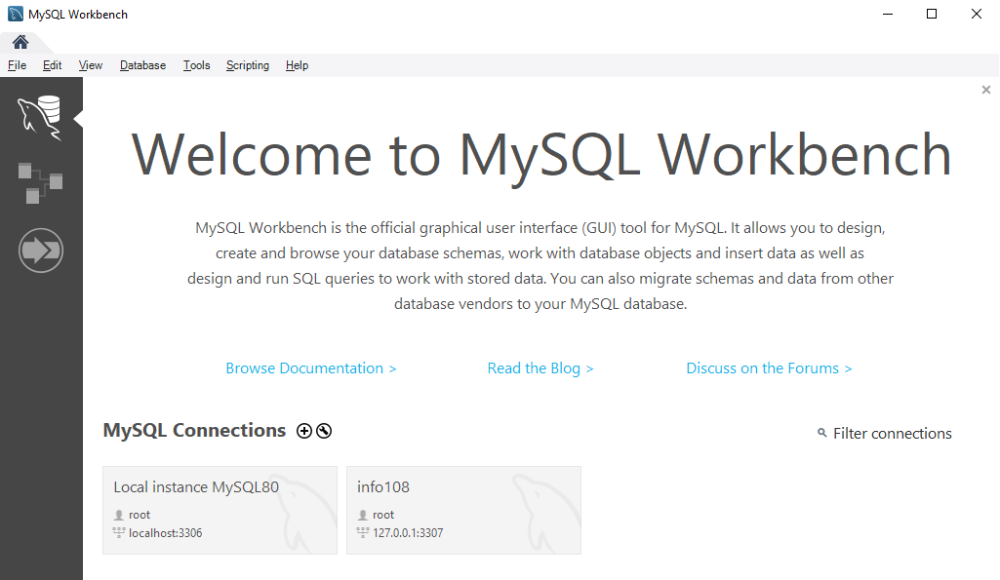 MySQL Workbench
File Edit View Database Tools Scripting Help
Welcome to MySQL Workbench
MySQL Workbench is the official graphical user interface (GUI) tool for MySQL. It allows you to design,
create and browse your database schemas, work with database objects and insert data as well as
design and run SQL queries to work with stored data. You can also migrate schemas and data from other
database vendors to your MySQL database.
Browse Documentation > Read the Blog > Discuss on the Forums >
MySQL Connections
Filter connections
Local instance MySQL80
root
localhost:3306
info108
root
127.0.0.1:3307